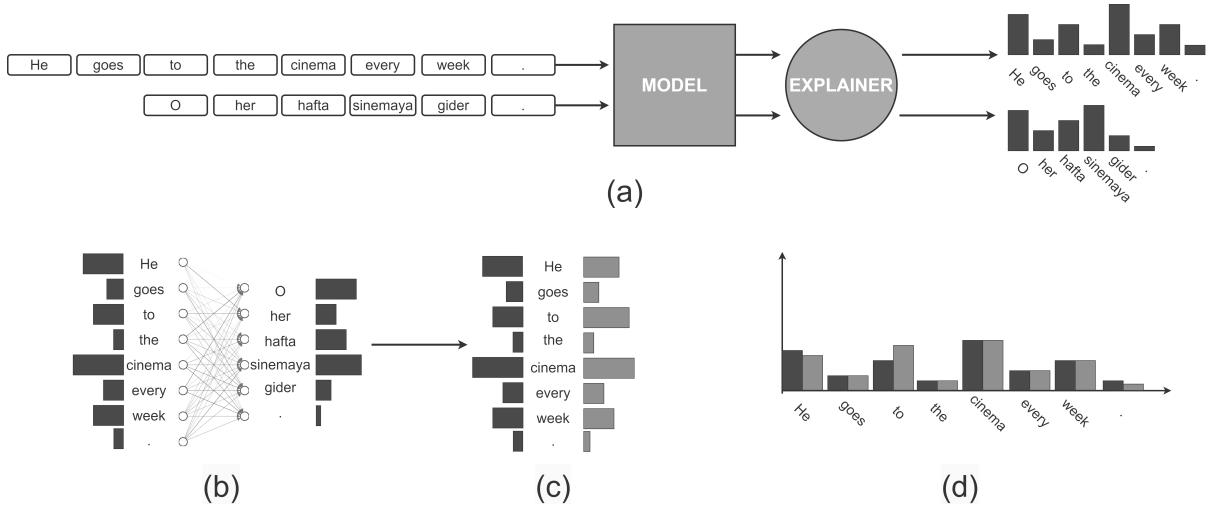 He goes to the cinema every week .
O her hafta sinemaya gider .
MODEL
EXPLAINER
He goes to the cinema every week .
O her hafta sinemaya gider .
(a)
He
goes
to
the
cinema
every
week
.
O
her
hafta
sinemaya
gider
.
(b)
He
goes
to
the
cinema
every
week
.
(c)
He goes to the cinema every week .
(d)